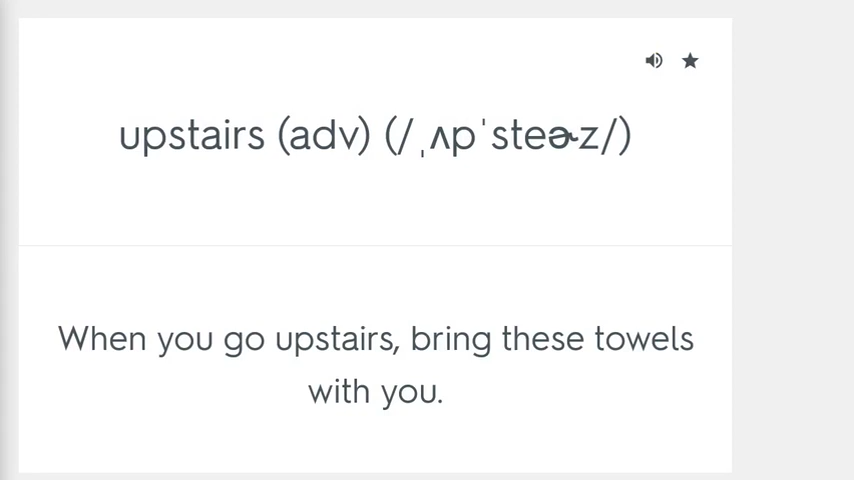 upstairs (adv) (/ˌʌpˈsteɚz/)
When you go upstairs, bring these towels
with you.